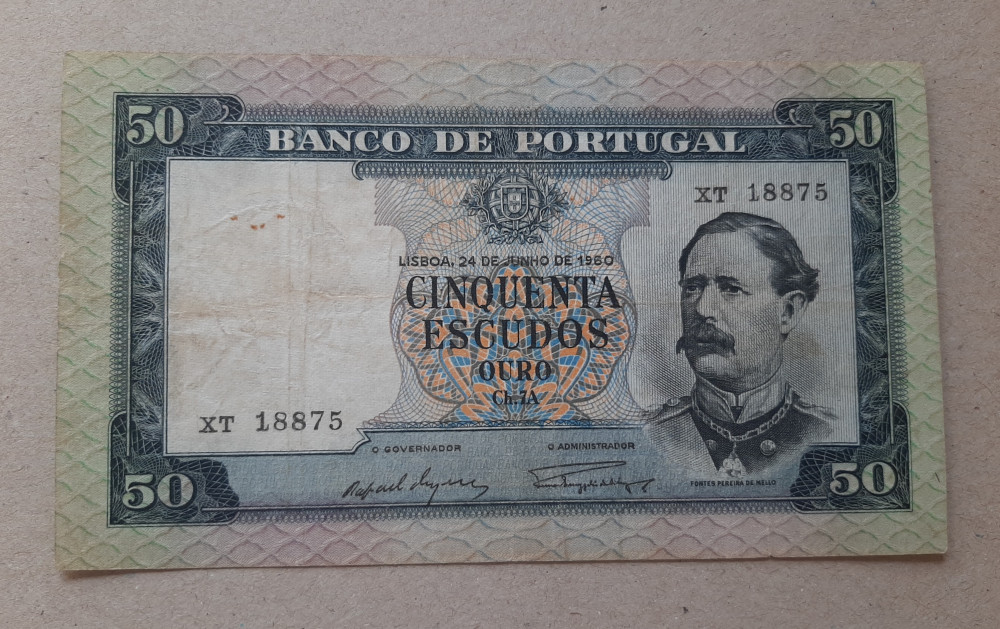 50 50
BANCO DE PORTUGAL
XT 18875
LISBOA, 24 DE JUNHO DE 1960
CINQUENTA
ESCUDOS
OURO
Ch.7A
XT 18875
O GOVERNADOR O ADMINISTRADOR
FONTES PEREIRA DE MELLO
50 50